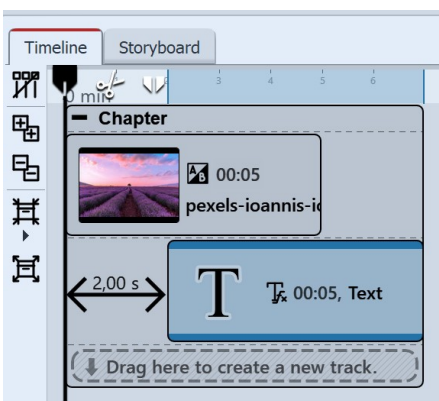 Timeline Storyboard
0 min 3 4 5 6
Chapter
A B 00:05
pexels-ioannis-i
2,00 s T Tfx 00:05, Text
Drag here to create a new track.